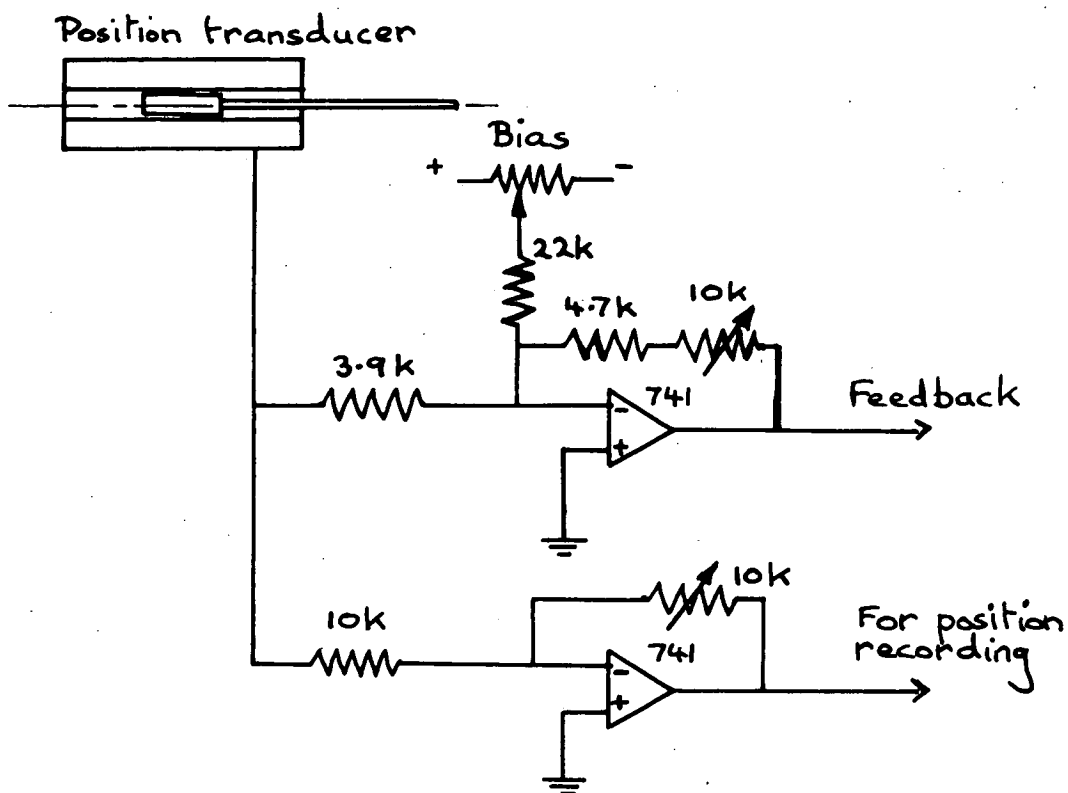 Position transducer
Bias
+ -
22k
4.7k
10k
3.9k
-
741
+
Feedback
10k
10k
741
-
+
For position
recording